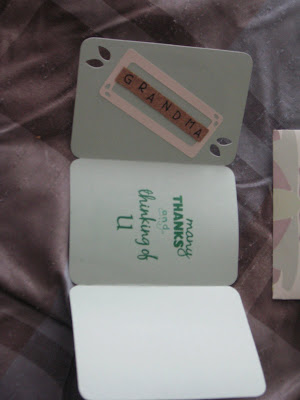 GRANDMA
many
THANKS
and
thinking of
U